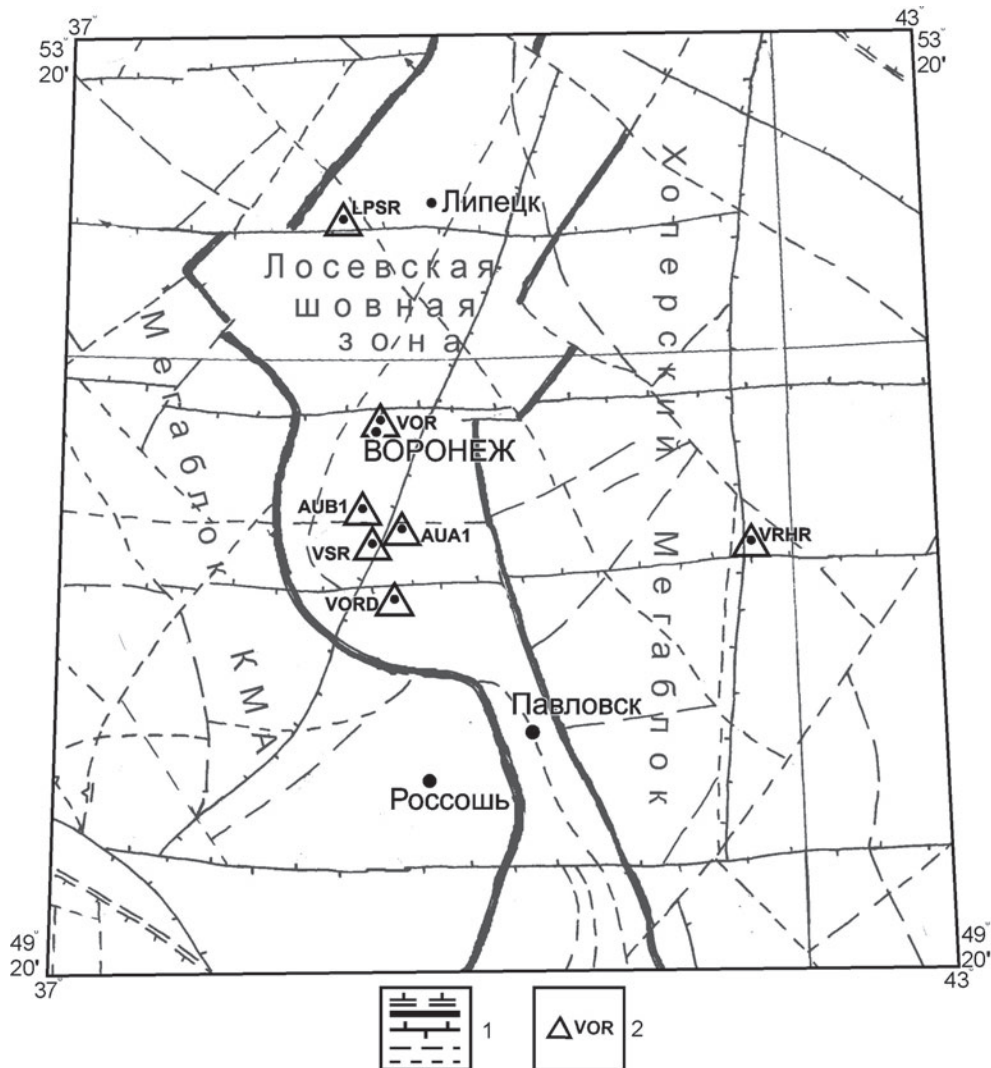 37°
43°
53°
20'
53°
20'
LPSR
Липецк
Лосевская
шовная
зона
Мегаблок КМА
Хоперский Мегаблок
VOR
ВОРОНЕЖ
AUB1
AUA1
VSR
VRHR
VORD
Павловск
Россошь
49°
20'
49°
20'
37°
43°
1
VOR
2